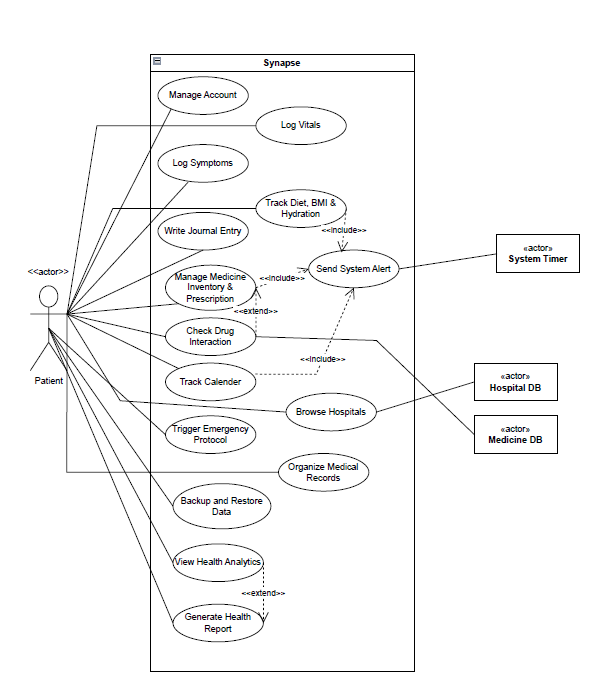 Synapse
Manage Account
Log Vitals
Log Symptoms
Track Diet, BMI &
Hydration
Write Journal Entry
<<include>>
«actor»
System Timer
<<actor>>
Send System Alert
Manage Medicine
Inventory &
Prescription
<<include>>
<<extend>>
Check Drug
Interaction
<<include>>
Patient
Track Calender
«actor»
Hospital DB
Browse Hospitals
Trigger Emergency
Protocol
«actor»
Medicine DB
Organize Medical
Records
Backup and Restore
Data
View Health Analytics
<<extend>>
Generate Health
Report